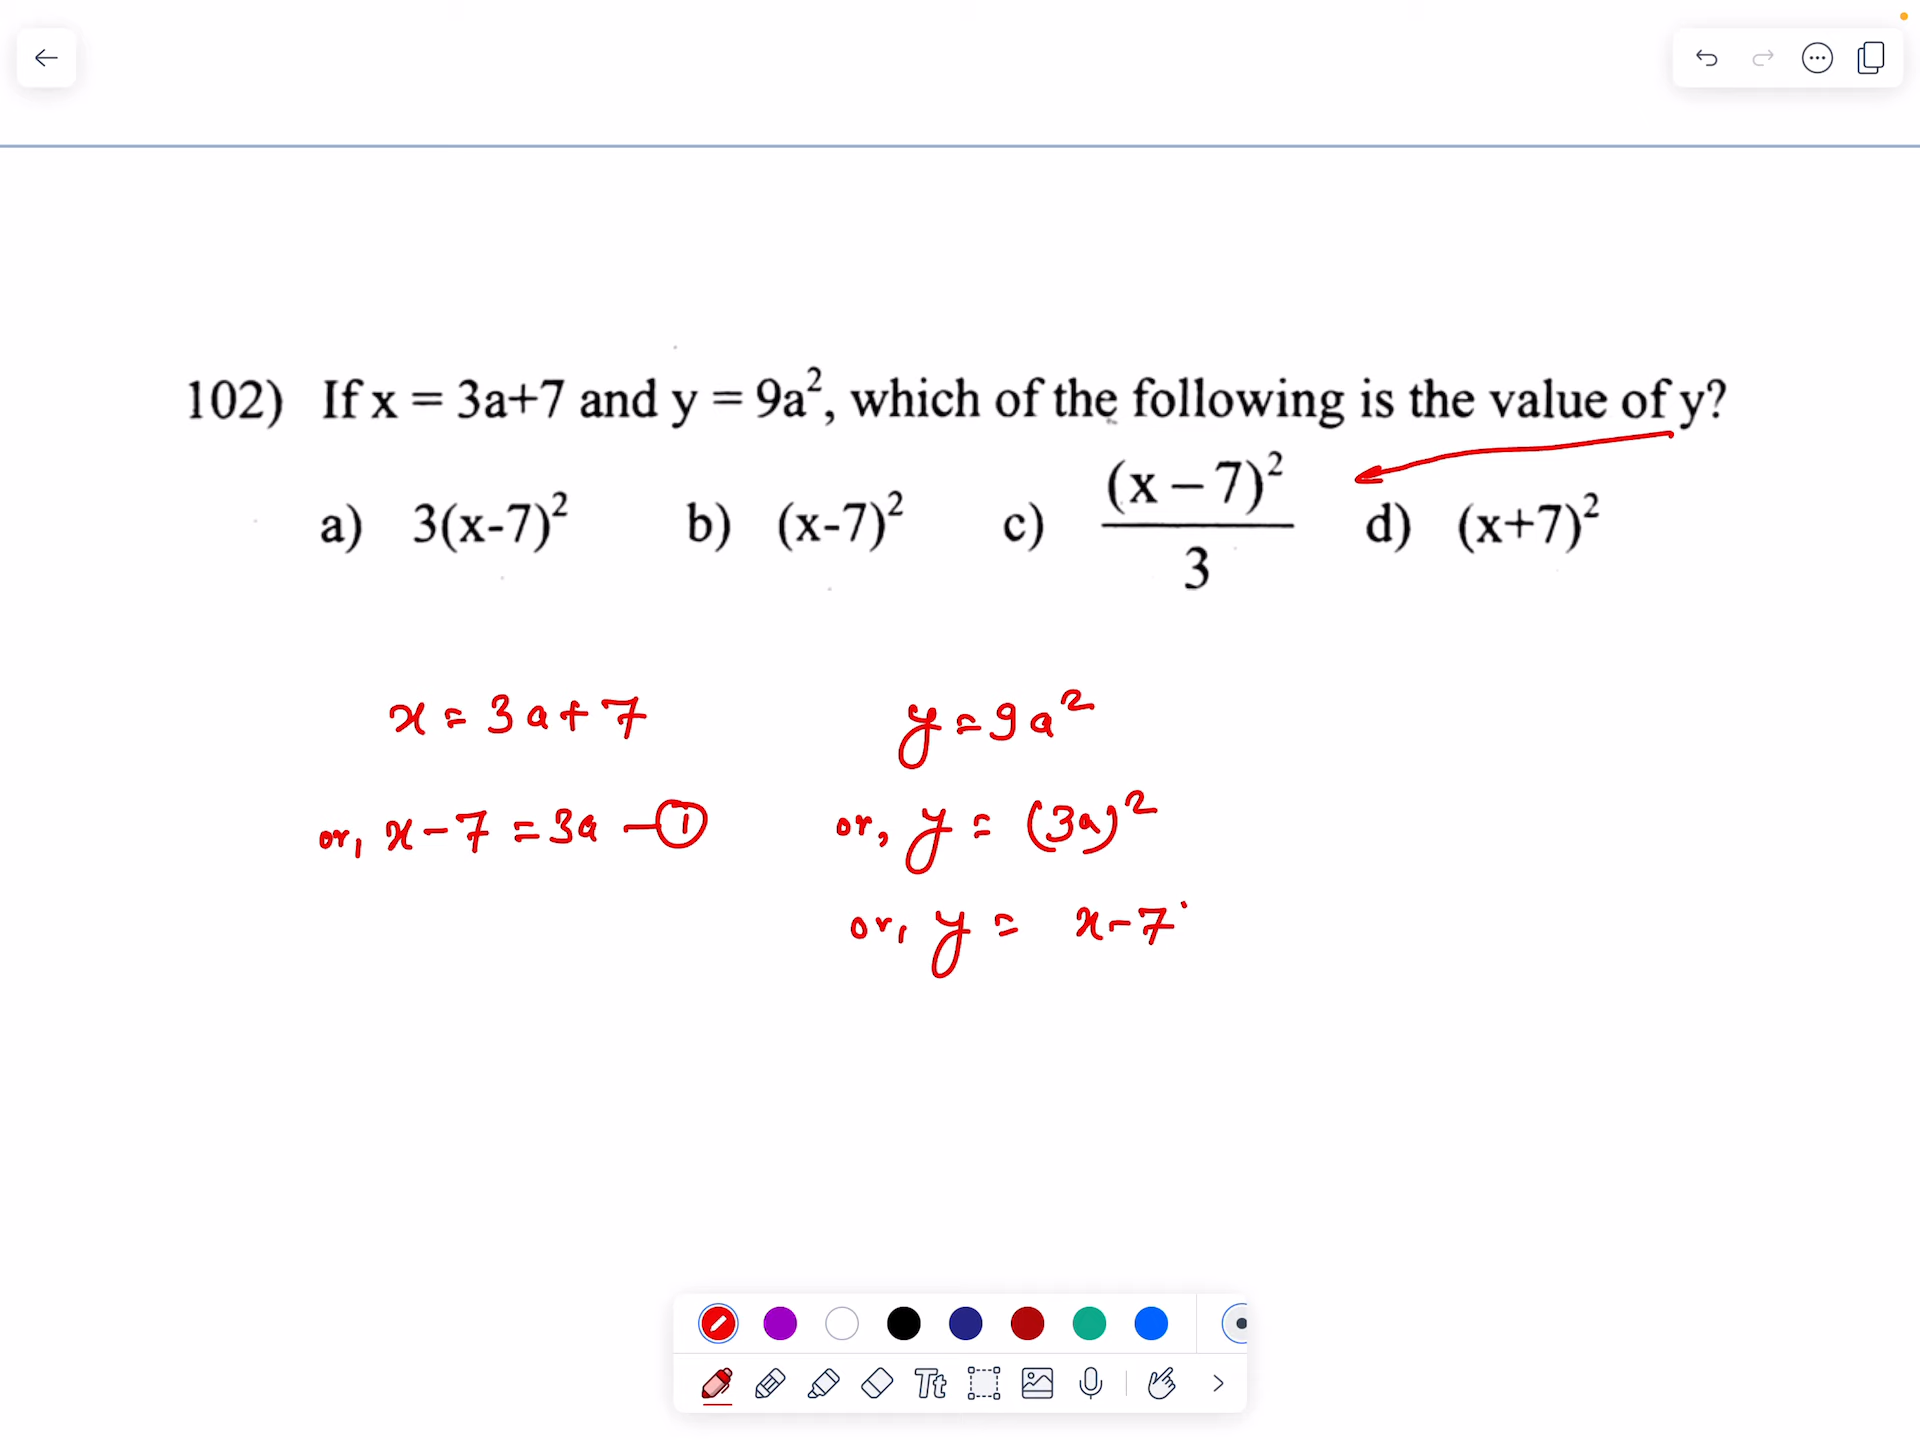 102) If x = 3a+7 and y = 9a², which of the following is the value of y?
a) 3(x-7)² b) (x-7)² c) (x – 7)²/3 d) (x+7)²
x = 3a+7 y = 9a²
or, x-7 = 3a —① or, y = (3a)²
or, y = x-7
Tt